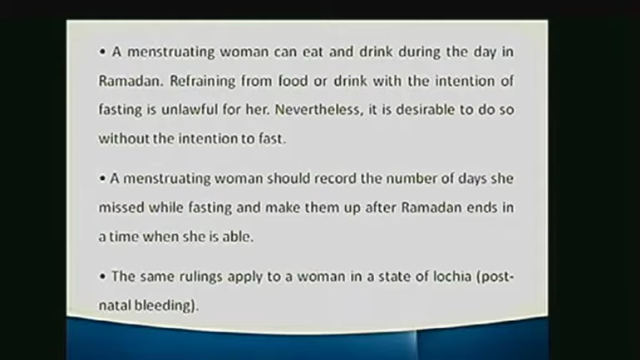 • A menstruating woman can eat and drink during the day in
Ramadan. Refraining from food or drink with the intention of
fasting is unlawful for her. Nevertheless, it is desirable to do so
without the intention to fast.
• A menstruating woman should record the number of days she
missed while fasting and make them up after Ramadan ends in
a time when she is able.
• The same rulings apply to a woman in a state of lochia (post-
natal bleeding).